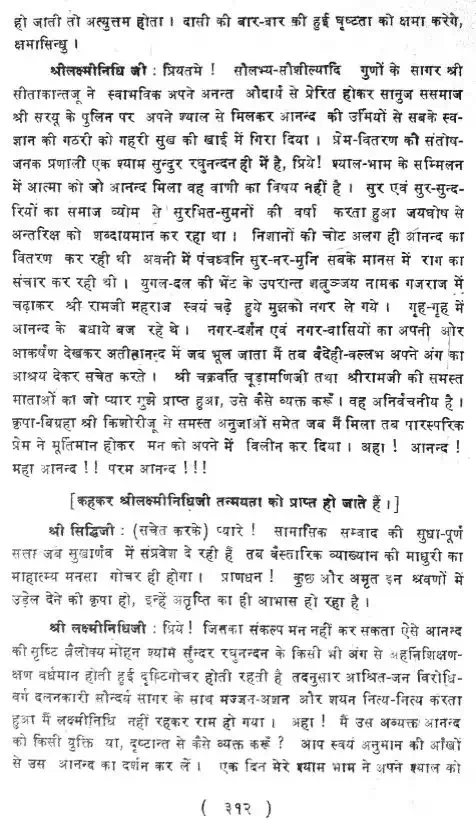 हो जाती तो अत्युत्तम होता । दासी की बार-बार की हुई घृष्टता को क्षमा करेगे,
क्षमासिन्धु ।
श्रीलक्ष्मीनिधि जी : प्रियतमे ! सौलभ्य-सौशील्यादि गुणों के सागर श्री
सीताकान्तजू ने स्वाभविक अपने अनन्त औदार्य से प्रेरित होकर सानुज ससमाज
श्री सरयू के पुलिन पर अपने श्याल से मिलकर आनन्द की उर्मियों से सबके स्व-
ज्ञान की गठरी को गहरी सुख की खाई में गिरा दिया । प्रेम-वितरण की संतोष-
जनक प्रणाली एक श्याम सुन्दुर रघुनन्दन ही में है, प्रिये! श्याल-भाम के सम्मिलन
में आत्मा को जो आनन्द मिला वह वाणी का विषय नहीं है । सुर एवं सुर-सुन्द-
रियों का समाज व्योम से सुरभित-सुमनों की वर्षा करता हुआ जयघोष से
अन्तरिक्ष को शब्दायमान कर रहा था । निशानों की चोट अलग ही आनन्द का
वितरण कर रही थी अवनी में पंचध्वनि सुर-नर-मुनि सबके मानस में राग का
संचार कर रही थी । युगल-दल की भेंट के उपरान्त शत्रुञ्जय नामक गजराज में
चढ़ाकर श्री रामजी महराज स्वयं चढ़े हुये मुझको नगर ले गये । गृह-गृह में
आनन्द के बधाये बज रहे थे । नगर-दर्शन एवं नगर-वासियों का अपनी ओर
आकर्षण देखकर अतीतानन्द में जब भूल जाता मैं तब वैदेही-वल्लभ अपने अंग का
आश्रय देकर सचेत करते । श्री चक्रवति चूड़ामणिजी तथा श्रीरामजी की समस्त
माताओं का जो प्यार मुझे प्राप्त हुआ, उसे कैसे व्यक्त करूँ । वह अनिर्वचनीय है ।
कृपा-बिग्रहा श्री किशोरीजू से समस्त अनुजाओं समेत जब मैं मिला तब पारस्परिक
प्रेम ने मूर्तिमान होकर मन को अपने में विलीन कर दिया । अहा ! आनन्द !
महा आनन्द !! परम आनन्द !!!
[कहकर श्रीलक्ष्मीनिधिजी तन्मयता को प्राप्त हो जाते हैं ।]
श्री सिद्धिजी : (सचेत करके) प्यारे ! सामासिक सम्वाद की सुधा-पूर्ण
सत्ता जब सुखार्णव में संप्रवेश दे रही हैं तब वैस्तारिक व्याख्यान की माधुरी का
माहात्म्य मनसा गोचर ही होगा । प्राणधन ! कुछ और अमृत इन श्रवणों में
उड़ेल देने की कृपा हो, इन्हें अतृप्ति का ही आभास हो रहा है ।
श्री लक्ष्मीनिधिजी : प्रिये ! जिसका संकल्प मन नहीं कर सकता ऐसे आनन्द
की सृष्टि त्रैलोक्य मोहन श्याम सुंन्दर रघुनन्दन के किसी भी अंग से अहनिशिक्षण-
क्षण वर्धमान होती हुई दृष्टिगोचर होती रहती है तदनुसार आश्रित-जन विरोधि-
वर्ग दलनकारी सौन्दर्य सागर के साथ मज्जन-अशन और शयन नित्य-नित्य करता
हुआ मैं लक्ष्मीनिधि नहीं रहकर राम हो गया । अहा ! मैं उस अव्यक्त आनन्द
को किसी युक्ति या, दृष्टान्त से कैसे व्यक्त करूँ ? आप स्वयं अनुमान की आँखों
से उस आनन्द का दर्शन कर लें । एक दिन मेरे श्याम भाम ने अपने श्याल को
( ३१२ )